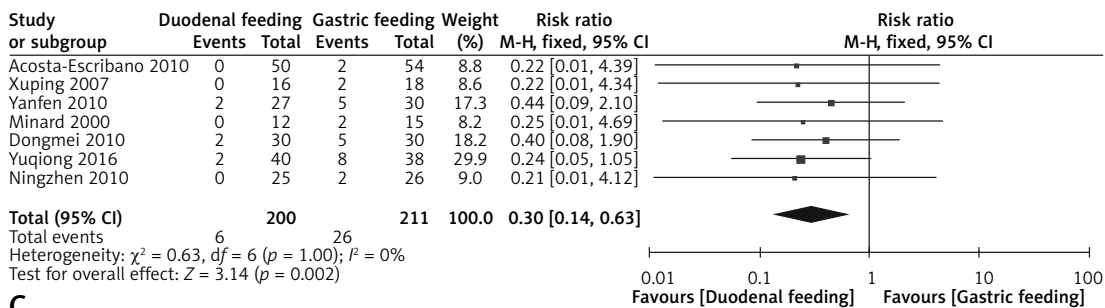 Study Duodenal feeding Gastric feeding Weight Risk ratio Risk ratio
or subgroup Events Total Events Total (%) M-H, fixed, 95% CI M-H, fixed, 95% CI
Acosta-Escribano 2010 0 50 2 54 8.8 0.22 [0.01, 4.39]
Xuping 2007 0 16 2 18 8.6 0.22 [0.01, 4.34]
Yanfen 2010 2 27 5 30 17.3 0.44 [0.09, 2.10]
Minard 2000 0 12 2 15 8.2 0.25 [0.01, 4.69]
Dongmei 2010 2 30 5 30 18.2 0.40 [0.08, 1.90]
Yuqiong 2016 2 40 8 38 29.9 0.24 [0.05, 1.05]
Ningzhen 2010 0 25 2 26 9.0 0.21 [0.01, 4.12]
Total (95% CI) 200 211 100.0 0.30 [0.14, 0.63]
Total events 6 26
Heterogeneity: χ² = 0.63, df = 6 (p = 1.00); I² = 0%
Test for overall effect: Z = 3.14 (p = 0.002)
0.01 0.1 1 10 100
Favours [Duodenal feeding] Favours [Gastric feeding]